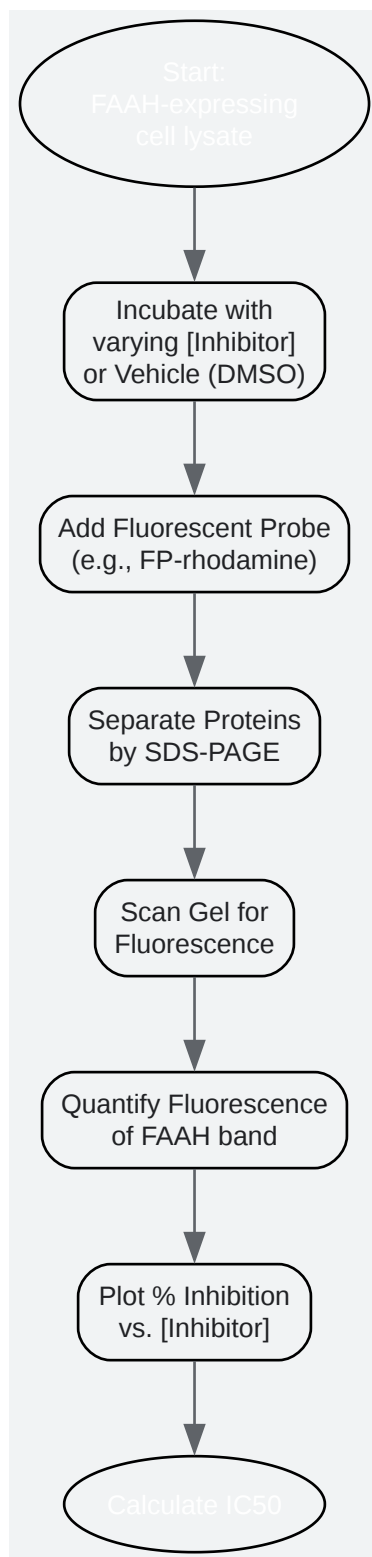 Start:
FAAH-expressing
cell lysate
Incubate with
varying [Inhibitor]
or Vehicle (DMSO)
Add Fluorescent Probe
(e.g., FP-rhodamine)
Separate Proteins
by SDS-PAGE
Scan Gel for
Fluorescence
Quantify Fluorescence
of FAAH band
Plot % Inhibition
vs. [Inhibitor]
Calculate IC50